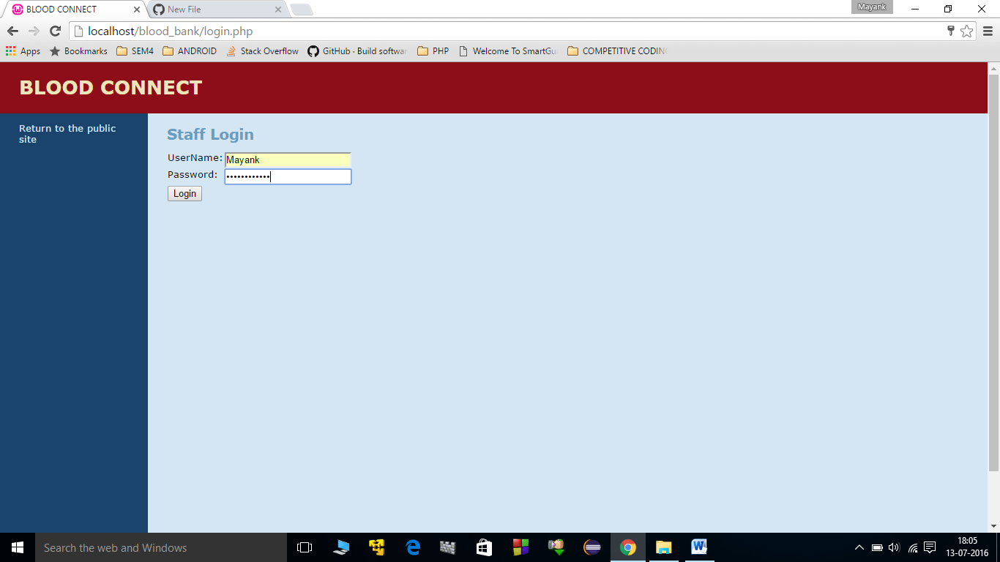 BLOOD CONNECT
New File
Mayank
localhost/blood_bank/login.php
Apps
Bookmarks
SEM4
ANDROID
Stack Overflow
GitHub · Build softwar
PHP
Welcome To SmartGu
COMPETITIVE CODING
BLOOD CONNECT
Return to the public
site
Staff Login
UserName:
Mayank
Password:
••••••••••••
Login
Search the web and Windows
18:05
13-07-2016